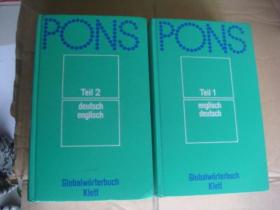 PONS
Teil 2
deutsch
englisch
Globalwörterbuch
Klett
PONS
Teil 1
englisch
deutsch
Globalwörterbuch
Klett